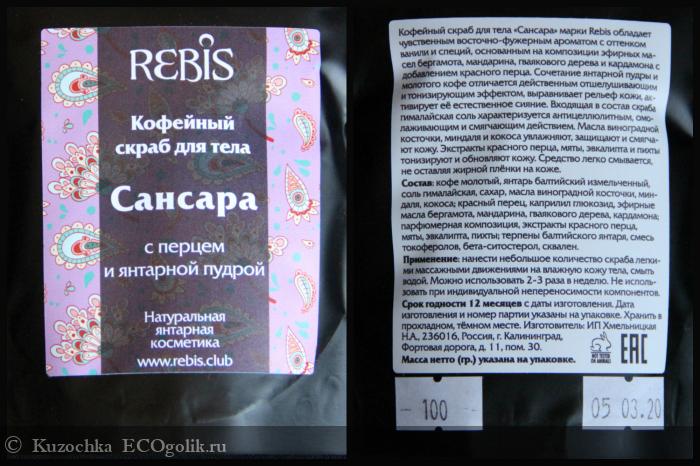 REBIS
Кофейный
скраб для тела
Сансара
с перцем
и янтарной пудрой
Натуральная
янтарная
косметика
www.rebis.club
Кофейный скраб для тела «Сансара» марки Rebis обладает
чувственным восточно-фужерным ароматом с оттенком
ванили и специй, основанным на композиции эфирных ма-
сел бергамота, мандарина, гваякового дерева и кардамона с
добавлением красного перца. Сочетание янтарной пудры и
молотого кофе отличается действенным отшелушивающим
и тонизирующим эффектом, выравнивает рельеф кожи, ак-
тивирует её естественное сияние. Входящая в состав скраба
гималайская соль характеризуется антицеллюлитным, омо-
лаживающим и смягчающим действием. Масла виноградной
косточки, миндаля и кокоса увлажняют, защищают и смягча-
ют кожу. Экстракты красного перца, мяты, эвкалипта и пихты
тонизируют и обновляют кожу. Средство легко смывается,
не оставляя жирной плёнки на коже.
Состав: кофе молотый, янтарь балтийский измельченный,
соль гималайская, сахар, масла виноградной косточки, мин-
даля, кокоса; красный перец, каприлил глюкозид, эфирные
масла бергамота, мандарина, гваякового дерева, кардамона;
парфюмерная композиция, экстракты красного перца,
мяты, эвкалипта, пихты; терпены балтийского янтаря, смесь
токоферолов, бета-ситостерол, сквален.
Применение: нанести небольшое количество скраба легки-
ми массажными движениями на влажную кожу тела, смыть
водой. Можно использовать 2-3 раза в неделю. Не исполь-
зовать при индивидуальной непереносимости компонентов.
Срок годности 12 месяцев с даты изготовления. Дата
изготовления и номер партии указаны на упаковке. Хранить в
прохладном, тёмном месте. Изготовитель: ИП Хмельницкая
Н.А., 236016, Россия, г. Калининград,
Фортовая дорога, д. 11, пом. 30.
Масса нетто (гр.) указана на упаковке.
NOT TESTED
ON ANIMALS
EAC
- 100 -
05 03.20
© Kuzochka ECOgolik.ru